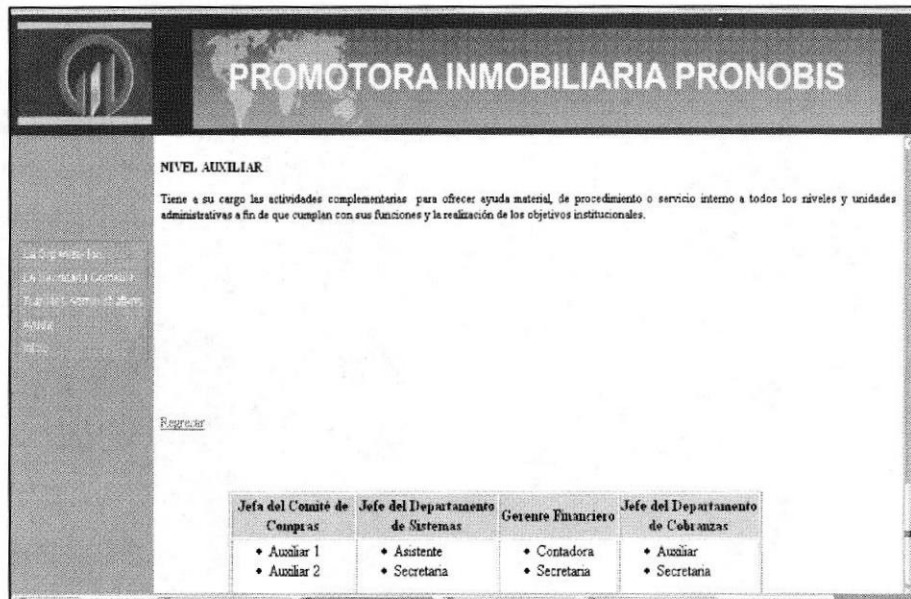 PROMOTORA INMOBILIARIA PRONOBIS
NIVEL AUXILIAR
Tiene a su cargo las actividades complementarias para ofrecer ayuda material, de procedimiento o servicio interno a todos los niveles y unidades
administrativas a fin de que cumplan con sus funciones y la realización de los objetivos institucionales.
Ayuda
Inicio
Regresar
Jefa del Comité de
Compras
Jefe del Departamento
de Sistemas
Gerente Financiero
Jefe del Departamento
de Cobranzas
• Auxiliar 1
• Auxiliar 2
• Asistente
• Secretaria
• Contadora
• Secretaria
• Auxiliar
• Secretaria